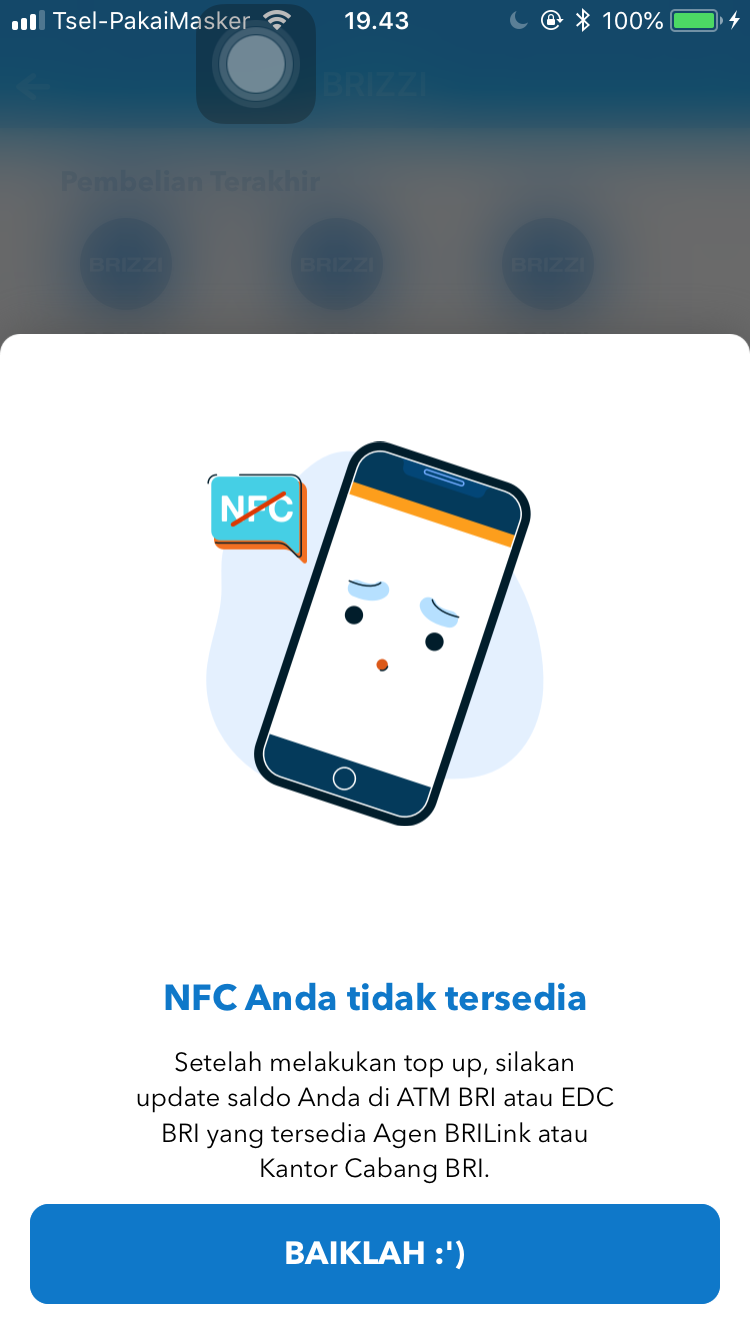 Tsel-PakaiMasker 19.43 100%
BRIZZI
Pembelian Terakhir
BRIZZI BRIZZI BRIZZI
NFC
NFC Anda tidak tersedia
Setelah melakukan top up, silakan
update saldo Anda di ATM BRI atau EDC
BRI yang tersedia Agen BRILink atau
Kantor Cabang BRI.
BAIKLAH :')